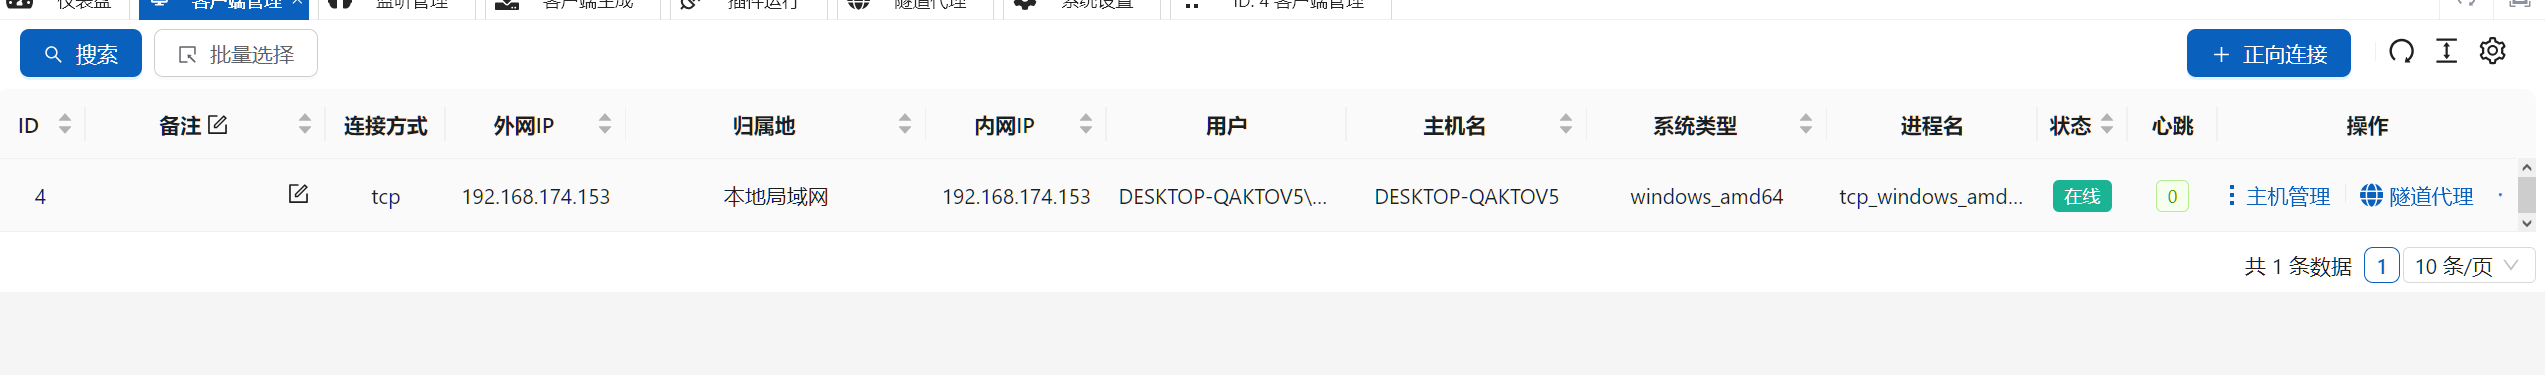 仪表盘 客户端管理 × 监听管理 客户端生成 插件运行 隧道代理 系统设置 ID: 4 客户端管理
搜索 批量选择 + 正向连接
ID 备注 连接方式 外网IP 归属地 内网IP 用户 主机名 系统类型 进程名 状态 心跳 操作
4 tcp 192.168.174.153 本地局域网 192.168.174.153 DESKTOP-QAKTOV5\... DESKTOP-QAKTOV5 windows_amd64 tcp_windows_amd... 在线 0 主机管理 隧道代理
共 1 条数据 1 10 条/页